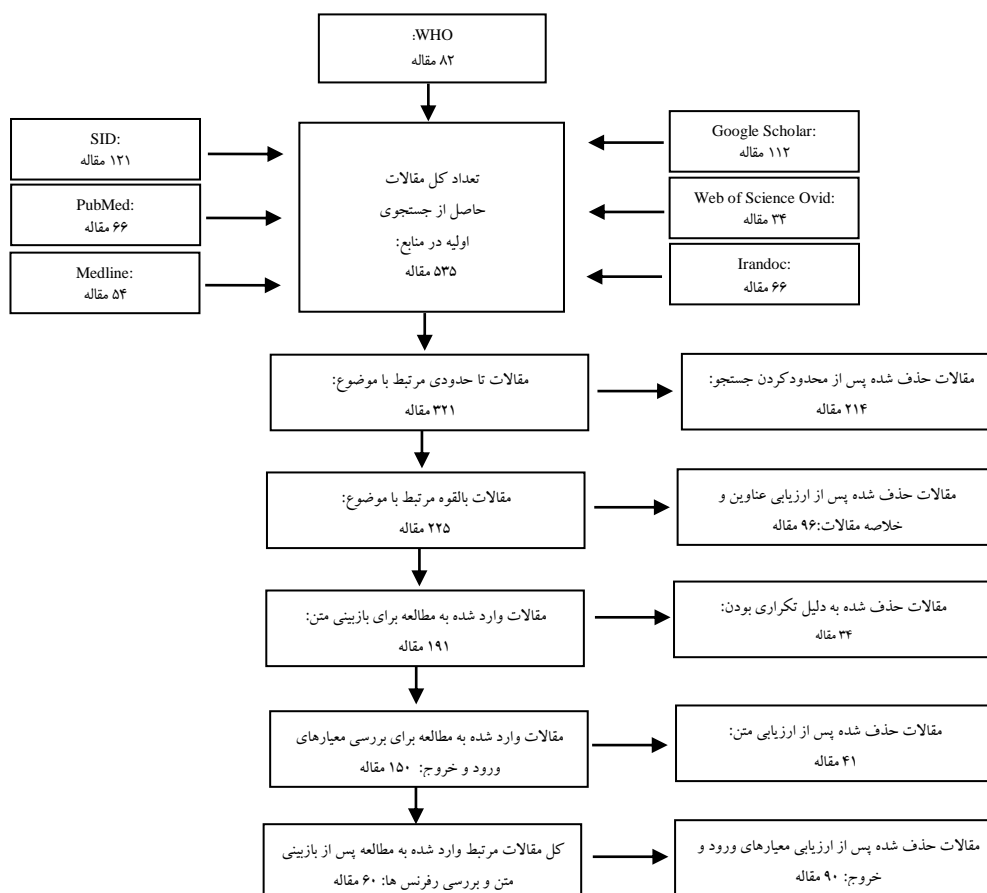 WHO:
۸۲ مقاله
SID:
۱۲۱ مقاله
PubMed:
۶۶ مقاله
Medline:
۵۴ مقاله
تعداد کل مقالات
حاصل از جستجوی
اولیه در منابع:
۵۳۵ مقاله
Google Scholar:
۱۱۲ مقاله
Web of Science Ovid:
۳۴ مقاله
Irandoc:
۶۶ مقاله
مقالات تا حدودی مرتبط با موضوع:
۳۲۱ مقاله
مقالات حذف شده پس از محدودکردن جستجو:
۲۱۴ مقاله
مقالات بالقوه مرتبط با موضوع:
۲۲۵ مقاله
مقالات حذف شده پس از ارزیابی عناوین و
خلاصه مقالات:۹۶ مقاله
مقالات وارد شده به مطالعه برای بازبینی متن:
۱۹۱ مقاله
مقالات حذف شده به دلیل تکراری بودن:
۳۴ مقاله
مقالات وارد شده به مطالعه برای بررسی معیارهای
ورود و خروج: ۱۵۰ مقاله
مقالات حذف شده پس از ارزیابی متن:
۴۱ مقاله
کل مقالات مرتبط وارد شده به مطالعه پس از بازبینی
متن و بررسی رفرنس ها: ۶۰ مقاله
مقالات حذف شده پس از ارزیابی معیارهای ورود و
خروج: ۹۰ مقاله